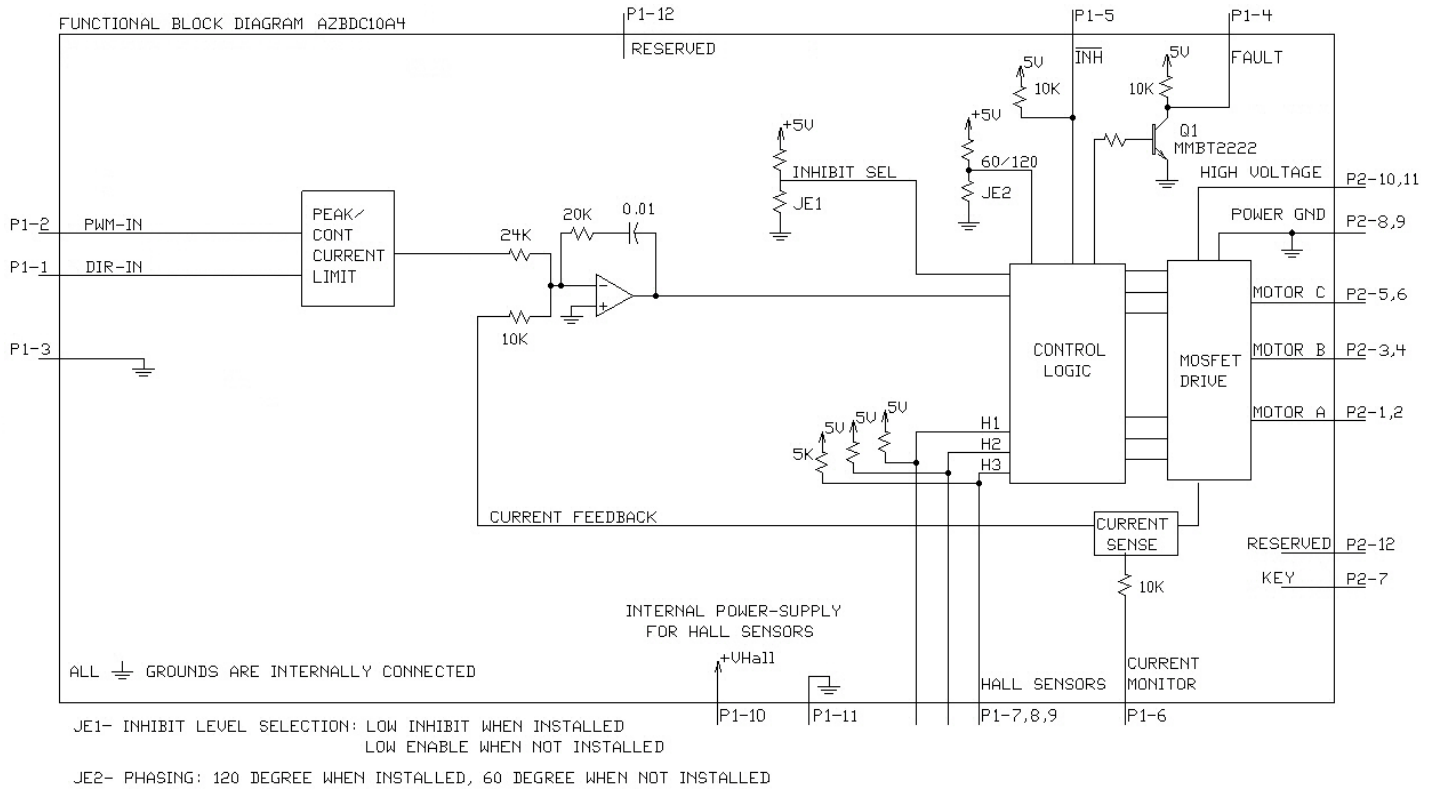 FUNCTIONAL BLOCK DIAGRAM AZBDC10A4
P1-12
RESERVED
P1-5
INH
P1-4
FAULT
5V
10K
5V
10K
Q1
MMBT2222
+5V
INHIBIT SEL
JE1
+5V
60/120
JE2
HIGH VOLTAGE
P2-10,11
POWER GND
P2-8,9
P1-2
PWM-IN
P1-1
DIR-IN
PEAK/
CONT
CURRENT
LIMIT
24K
20K
0.01
10K
-
+
P1-3
CONTROL
LOGIC
MOSFET
DRIVE
MOTOR C
P2-5,6
MOTOR B
P2-3,4
MOTOR A
P2-1,2
5V
5V
5V
5K
H1
H2
H3
CURRENT FEEDBACK
CURRENT
SENSE
RESERVED
P2-12
KEY
P2-7
10K
INTERNAL POWER-SUPPLY
FOR HALL SENSORS
+VHall
ALL GROUNDS ARE INTERNALLY CONNECTED
HALL SENSORS
CURRENT
MONITOR
P1-10
P1-11
P1-7,8,9
P1-6
JE1- INHIBIT LEVEL SELECTION: LOW INHIBIT WHEN INSTALLED
LOW ENABLE WHEN NOT INSTALLED
JE2- PHASING: 120 DEGREE WHEN INSTALLED, 60 DEGREE WHEN NOT INSTALLED